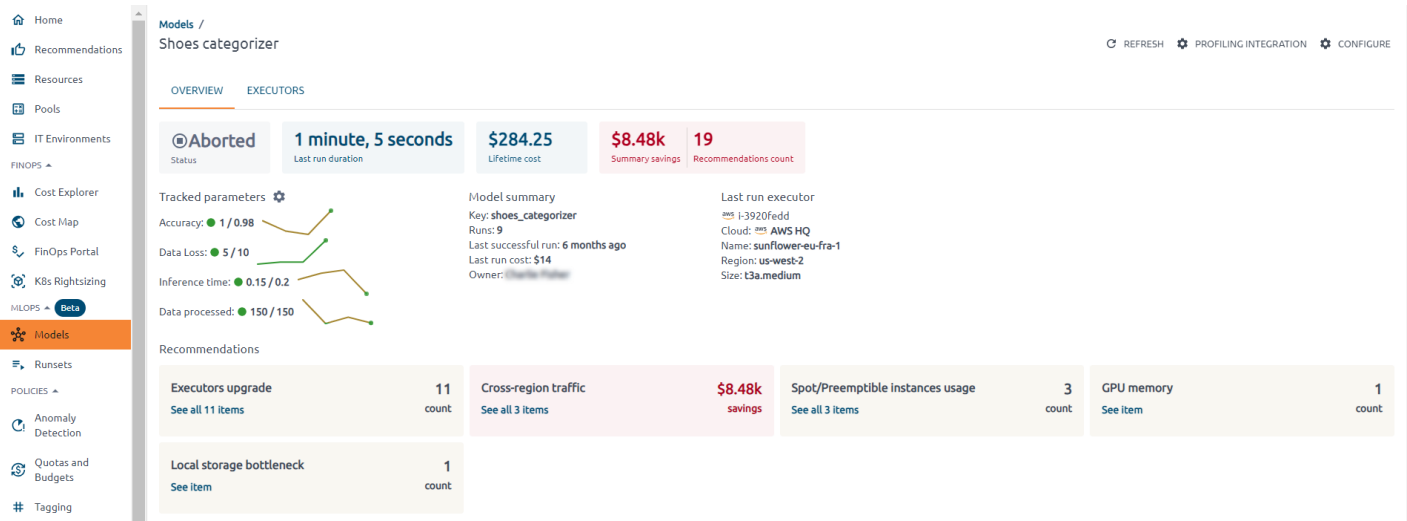 Home
Recommendations
Resources
Pools
IT Environments
FINOPS
Cost Explorer
Cost Map
FinOps Portal
K8s Rightsizing
MLOPS Beta
Models
Runsets
POLICIES
Anomaly
Detection
Quotas and
Budgets
Tagging
Models /
Shoes categorizer
REFRESH PROFILING INTEGRATION CONFIGURE
OVERVIEW EXECUTORS
Aborted
Status
1 minute, 5 seconds
Last run duration
$284.25
Lifetime cost
$8.48k
Summary savings
19
Recommendations count
Tracked parameters
Accuracy: 1 / 0.98
Data Loss: 5 / 10
Inference time: 0.15 / 0.2
Data processed: 150 / 150
Model summary
Key: shoes_categorizer
Runs: 9
Last successful run: 6 months ago
Last run cost: $14
Owner:
Last run executor
aws i-3920fedd
Cloud: aws AWS HQ
Name: sunflower-eu-fra-1
Region: us-west-2
Size: t3a.medium
Recommendations
Executors upgrade 11
See all 11 items count
Cross-region traffic $8.48k
See all 3 items savings
Spot/Preemptible instances usage 3
See all 3 items count
GPU memory 1
See item count
Local storage bottleneck 1
See item count